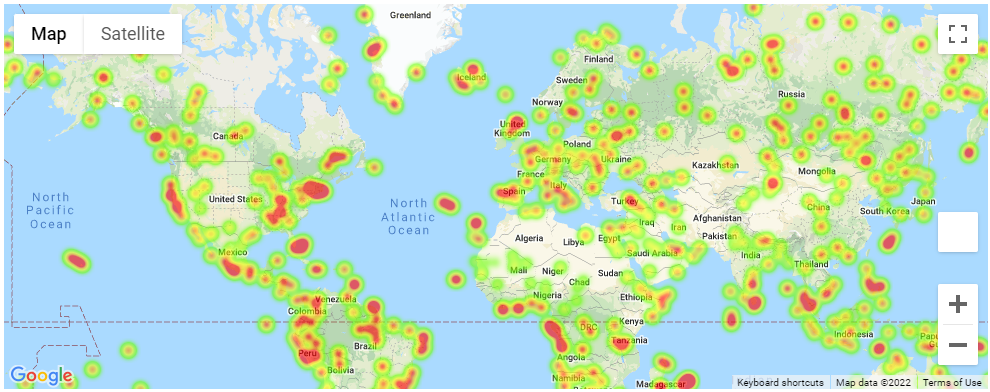 Map
Satellite
Greenland
Iceland
Finland
Sweden
Norway
Russia
United
Kingdom
Canada
Poland
Germany
Ukraine
Kazakhstan
Mongolia
France
Italy
Spain
Turkey
North
Pacific
Ocean
United States
North
Atlantic
Ocean
China
Japan
South Korea
Afghanistan
Iraq
Iran
Pakistan
Algeria
Libya
Egypt
Saudi Arabia
India
Mexico
Mali
Niger
Chad
Sudan
Thailand
Nigeria
Ethiopia
Venezuela
Colombia
DRC
Kenya
Tanzania
Indonesia
Peru
Brazil
Bolivia
Angola
Namibia
Madagascar
Google
Keyboard shortcuts
Map data ©2022
Terms of Use